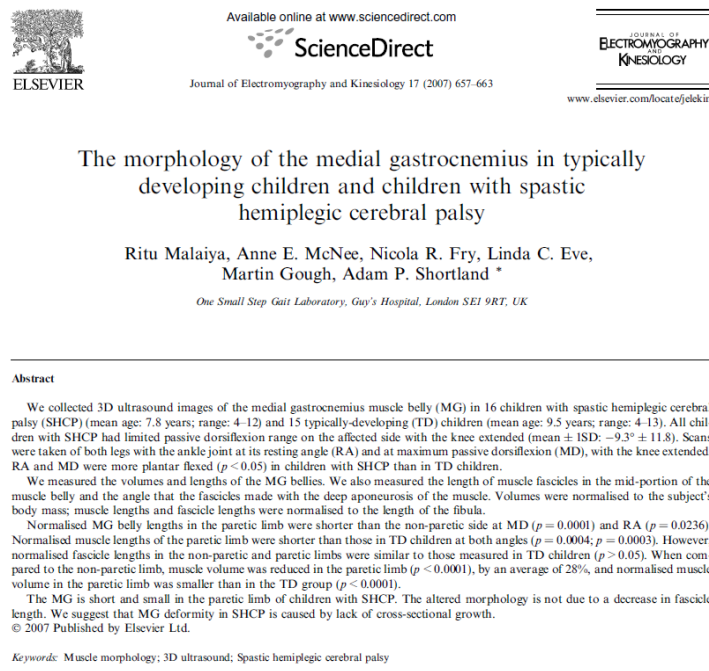 Available online at www.sciencedirect.com
ScienceDirect
ELSEVIER
Journal of Electromyography and Kinesiology 17 (2007) 657–663
JOURNAL OF
ELECTROMYOGRAPHY
AND
KINESIOLOGY
www.elsevier.com/locate/jelekin
The morphology of the medial gastrocnemius in typically
developing children and children with spastic
hemiplegic cerebral palsy
Ritu Malaiya, Anne E. McNee, Nicola R. Fry, Linda C. Eve,
Martin Gough, Adam P. Shortland *
One Small Step Gait Laboratory, Guy's Hospital, London SE1 9RT, UK
Abstract
We collected 3D ultrasound images of the medial gastrocnemius muscle belly (MG) in 16 children with spastic hemiplegic cerebra
palsy (SHCP) (mean age: 7.8 years; range: 4–12) and 15 typically-developing (TD) children (mean age: 9.5 years; range: 4–13). All chil-
dren with SHCP had limited passive dorsiflexion range on the affected side with the knee extended (mean ± 1SD: −9.3° ± 11.8). Scans
were taken of both legs with the ankle joint at its resting angle (RA) and at maximum passive dorsiflexion (MD), with the knee extended
RA and MD were more plantar flexed (p < 0.05) in children with SHCP than in TD children.
We measured the volumes and lengths of the MG bellies. We also measured the length of muscle fascicles in the mid-portion of the
muscle belly and the angle that the fascicles made with the deep aponeurosis of the muscle. Volumes were normalised to the subject's
body mass; muscle lengths and fascicle lengths were normalised to the length of the fibula.
Normalised MG belly lengths in the paretic limb were shorter than the non-paretic side at MD (p = 0.0001) and RA (p = 0.0236)
Normalised muscle lengths of the paretic limb were shorter than those in TD children at both angles (p = 0.0004; p = 0.0003). However
normalised fascicle lengths in the non-paretic and paretic limbs were similar to those measured in TD children (p > 0.05). When com-
pared to the non-paretic limb, muscle volume was reduced in the paretic limb (p < 0.0001), by an average of 28%, and normalised muscle
volume in the paretic limb was smaller than in the TD group (p < 0.0001).
The MG is short and small in the paretic limb of children with SHCP. The altered morphology is not due to a decrease in fascicle
length. We suggest that MG deformity in SHCP is caused by lack of cross-sectional growth.
© 2007 Published by Elsevier Ltd.
Keywords: Muscle morphology; 3D ultrasound; Spastic hemiplegic cerebral palsy